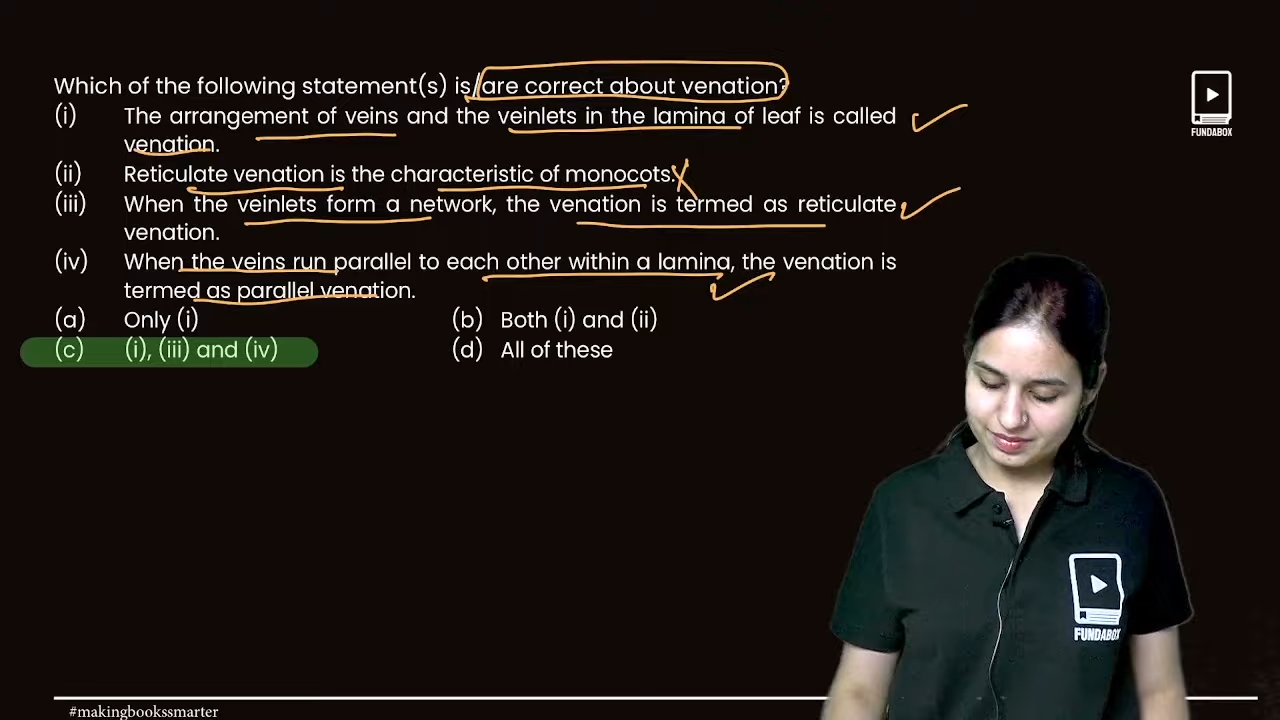 Which of the following statement(s) is/are correct about venation?
(i) The arrangement of veins and the veinlets in the lamina of leaf is called
venation.
(ii) Reticulate venation is the characteristic of monocots.
(iii) When the veinlets form a network, the venation is termed as reticulate
venation.
(iv) When the veins run parallel to each other within a lamina, the venation is
termed as parallel venation.
(a) Only (i) (b) Both (i) and (ii)
(c) (i), (iii) and (iv) (d) All of these
FUNDABOX
FUNDABOX
#makingbookssmarter